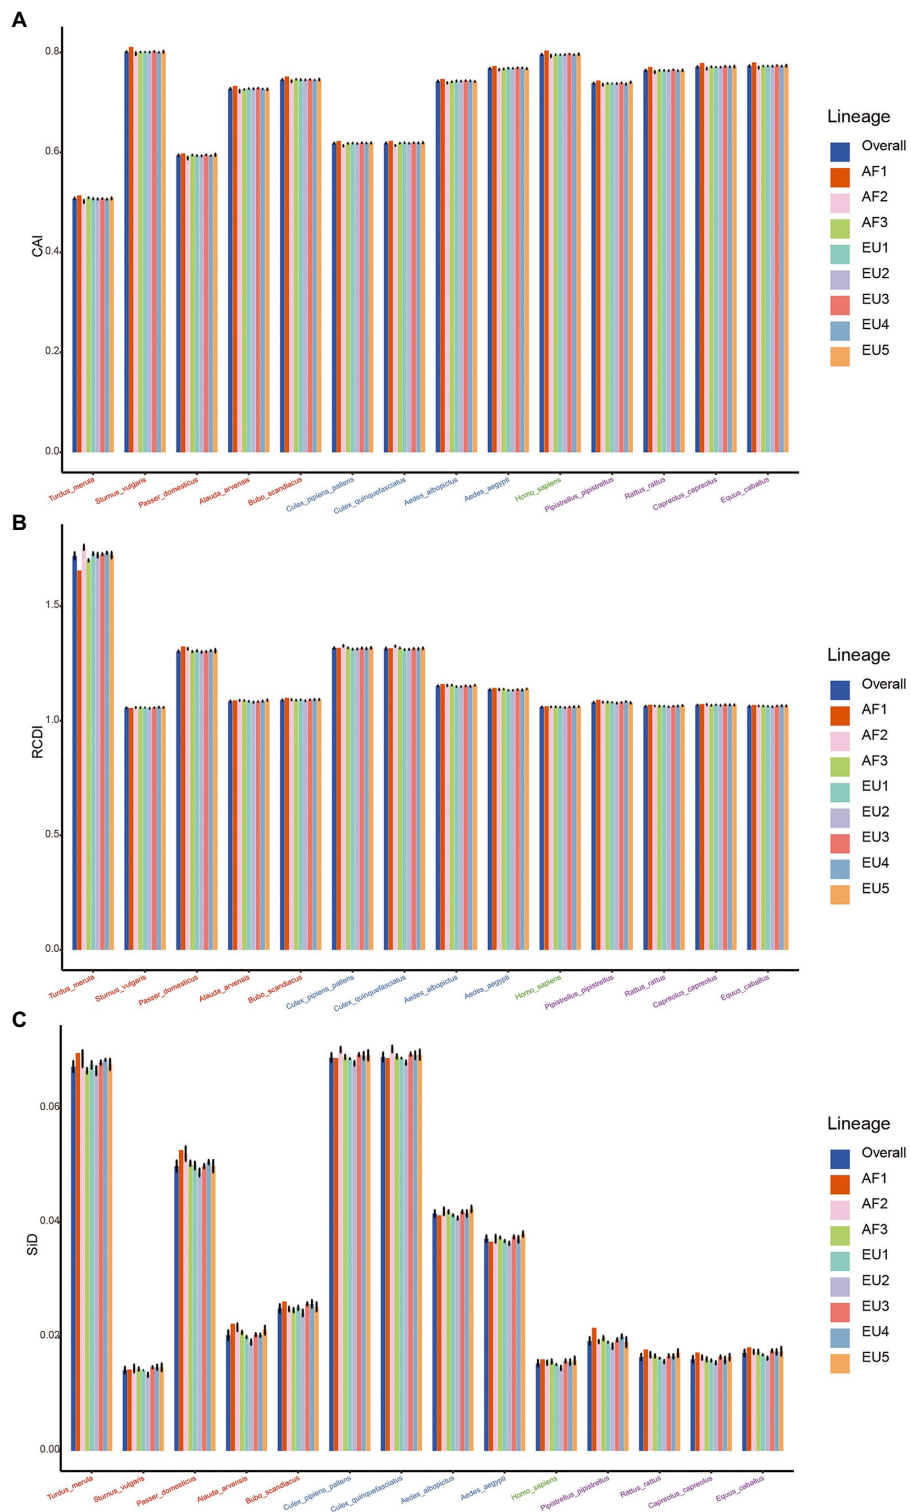 A
CAI
0.8
0.6
0.4
0.2
0.0
Turdus_merula
Sturnus_vulgaris
Passer_domesticus
Alauda_arvensis
Bubo_scandiacus
Culex_pipiens_pallens
Culex_quinquefasciatus
Aedes_albopictus
Aedes_aegypti
Homo_sapiens
Pipistrellus_pipistrellus
Rattus_rattus
Capreolus_capreolus
Equus_caballus
Lineage
Overall
AF1
AF2
AF3
EU1
EU2
EU3
EU4
EU5
B
RCDI
1.5
1.0
0.5
0.0
Turdus_merula
Sturnus_vulgaris
Passer_domesticus
Alauda_arvensis
Bubo_scandiacus
Culex_pipiens_pallens
Culex_quinquefasciatus
Aedes_albopictus
Aedes_aegypti
Homo_sapiens
Pipistrellus_pipistrellus
Rattus_rattus
Capreolus_capreolus
Equus_caballus
Lineage
Overall
AF1
AF2
AF3
EU1
EU2
EU3
EU4
EU5
C
SiD
0.06
0.04
0.02
0.00
Turdus_merula
Sturnus_vulgaris
Passer_domesticus
Alauda_arvensis
Bubo_scandiacus
Culex_pipiens_pallens
Culex_quinquefasciatus
Aedes_albopictus
Aedes_aegypti
Homo_sapiens
Pipistrellus_pipistrellus
Rattus_rattus
Capreolus_capreolus
Equus_caballus
Lineage
Overall
AF1
AF2
AF3
EU1
EU2
EU3
EU4
EU5